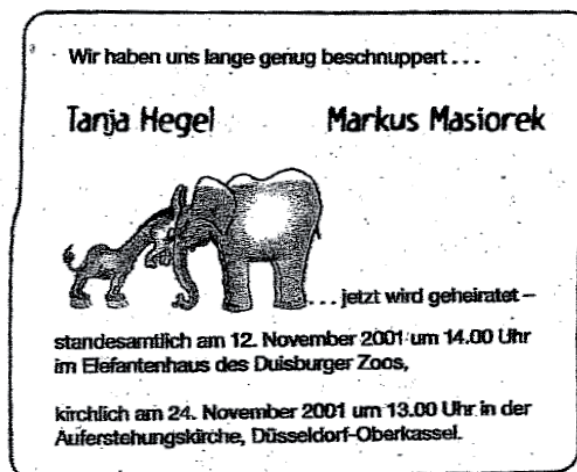 Wir haben uns lange genug beschnuppert...
Tanja Hegel Markus Masiorek
... jetzt wird geheiratet –
standesamtlich am 12. November 2001 um 14.00 Uhr
im Elefantenhaus des Duisburger Zoos,
kirchlich am 24. November 2001 um 13.00 Uhr in der
Auferstehungskirche, Düsseldorf-Oberkassel.